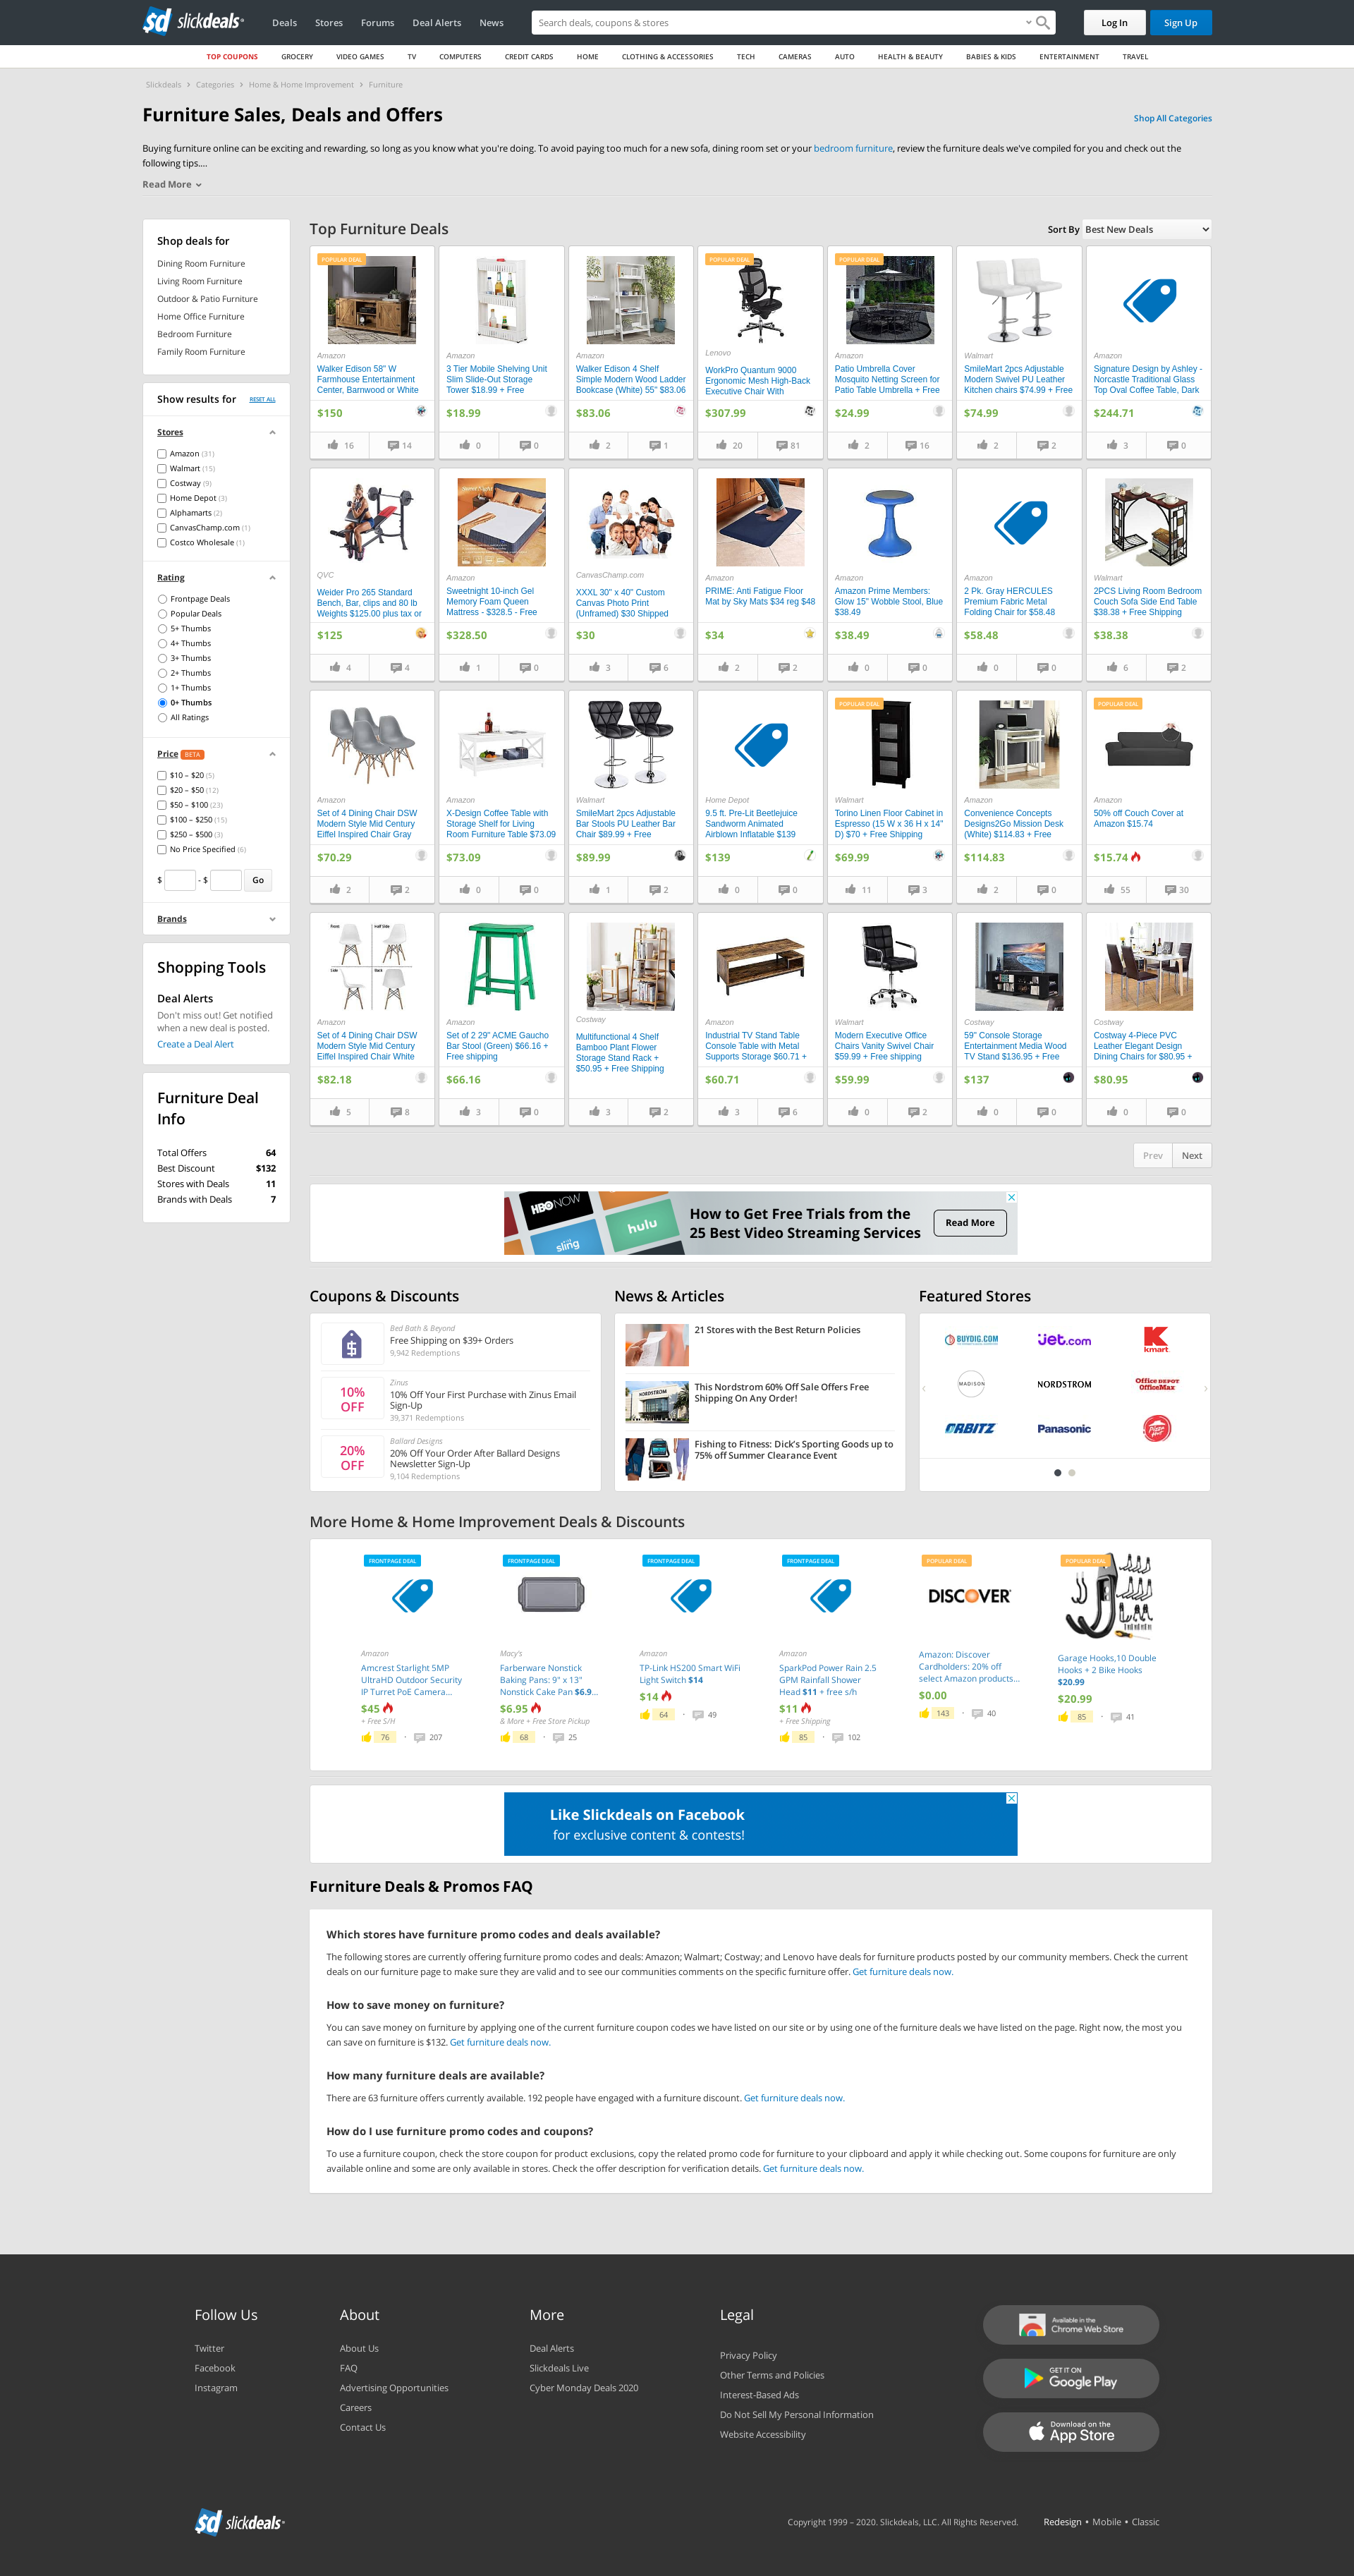 sd slickdeals
Deals Stores Forums Deal Alerts News
Search deals, coupons & stores
Log In
Sign Up
TOP COUPONS GROCERY VIDEO GAMES TV COMPUTERS CREDIT CARDS HOME CLOTHING & ACCESSORIES TECH CAMERAS AUTO HEALTH & BEAUTY BABIES & KIDS ENTERTAINMENT TRAVEL
Slickdeals > Categories > Home & Home Improvement > Furniture
Furniture Sales, Deals and Offers
Shop All Categories
Buying furniture online can be exciting and rewarding, so long as you know what you're doing. To avoid paying too much for a new sofa, dining room set or your bedroom furniture, review the furniture deals we've compiled for you and check out the
following tips....
Read More
Shop deals for
Dining Room Furniture
Living Room Furniture
Outdoor & Patio Furniture
Home Office Furniture
Bedroom Furniture
Family Room Furniture
Show results for RESET ALL
Stores
Amazon (31)
Walmart (15)
Costway (9)
Home Depot (3)
Alphamarts (2)
CanvasChamp.com (1)
Costco Wholesale (1)
Rating
Frontpage Deals
Popular Deals
5+ Thumbs
4+ Thumbs
3+ Thumbs
2+ Thumbs
1+ Thumbs
0+ Thumbs
All Ratings
Price BETA
$10 – $20 (5)
$20 – $50 (12)
$50 – $100 (23)
$100 – $250 (15)
$250 – $500 (3)
No Price Specified (6)
$ - $ Go
Brands
Shopping Tools
Deal Alerts
Don't miss out! Get notified
when a new deal is posted.
Create a Deal Alert
Furniture Deal
Info
Total Offers 64
Best Discount $132
Stores with Deals 11
Brands with Deals 7
Top Furniture Deals
Sort By Best New Deals
POPULAR DEAL
Amazon
Walker Edison 58" W
Farmhouse Entertainment
Center, Barnwood or White
$150
16 14
Amazon
3 Tier Mobile Shelving Unit
Slim Slide-Out Storage
Tower $18.99 + Free
$18.99
0 0
Amazon
Walker Edison 4 Shelf
Simple Modern Wood Ladder
Bookcase (White) 55" $83.06
$83.06
2 1
POPULAR DEAL
Lenovo
WorkPro Quantum 9000
Ergonomic Mesh High-Back
Executive Chair With
$307.99
20 81
POPULAR DEAL
Amazon
Patio Umbrella Cover
Mosquito Netting Screen for
Patio Table Umbrella + Free
$24.99
2 16
Walmart
SmileMart 2pcs Adjustable
Modern Swivel PU Leather
Kitchen chairs $74.99 + Free
$74.99
2 2
Amazon
Signature Design by Ashley -
Norcastle Traditional Glass
Top Oval Coffee Table, Dark
$244.71
3 0
QVC
Weider Pro 265 Standard
Bench, Bar, clips and 80 lb
Weights $125.00 plus tax or
$125
4 4
Amazon
Sweetnight 10-inch Gel
Memory Foam Queen
Mattress - $328.5 - Free
$328.50
1 0
CanvasChamp.com
XXXL 30" x 40" Custom
Canvas Photo Print
(Unframed) $30 Shipped
$30
3 6
Amazon
PRIME: Anti Fatigue Floor
Mat by Sky Mats $34 reg $48
$34
2 2
Amazon
Amazon Prime Members:
Glow 15" Wobble Stool, Blue
$38.49
$38.49
0 0
Amazon
2 Pk. Gray HERCULES
Premium Fabric Metal
Folding Chair for $58.48
$58.48
0 0
Walmart
2PCS Living Room Bedroom
Couch Sofa Side End Table
$38.38 + Free Shipping
$38.38
6 2
Amazon
Set of 4 Dining Chair DSW
Modern Style Mid Century
Eiffel Inspired Chair Gray
$70.29
2 2
Amazon
X-Design Coffee Table with
Storage Shelf for Living
Room Furniture Table $73.09
$73.09
0 0
Walmart
SmileMart 2pcs Adjustable
Bar Stools PU Leather Bar
Chair $89.99 + Free
$89.99
1 2
Home Depot
9.5 ft. Pre-Lit Beetlejuice
Sandworm Animated
Airblown Inflatable $139
$139
0 0
POPULAR DEAL
Walmart
Torino Linen Floor Cabinet in
Espresso (15 W x 36 H x 14"
D) $70 + Free Shipping
$69.99
11 3
Amazon
Convenience Concepts
Designs2Go Mission Desk
(White) $114.83 + Free
$114.83
2 0
POPULAR DEAL
Amazon
50% off Couch Cover at
Amazon $15.74
$15.74
55 30
Front Half Side
Side Back
Amazon
Set of 4 Dining Chair DSW
Modern Style Mid Century
Eiffel Inspired Chair White
$82.18
5 8
Amazon
Set of 2 29" ACME Gaucho
Bar Stool (Green) $66.16 +
Free shipping
$66.16
3 0
Costway
Multifunctional 4 Shelf
Bamboo Plant Flower
Storage Stand Rack +
$50.95 + Free Shipping
3 2
Amazon
Industrial TV Stand Table
Console Table with Metal
Supports Storage $60.71 +
$60.71
3 6
Walmart
Modern Executive Office
Chairs Vanity Swivel Chair
$59.99 + Free shipping
$59.99
0 2
Costway
59" Console Storage
Entertainment Media Wood
TV Stand $136.95 + Free
$137
0 0
Costway
Costway 4-Piece PVC
Leather Elegant Design
Dining Chairs for $80.95 +
$80.95
0 0
Prev Next
HBO NOW
hulu
sling
How to Get Free Trials from the
25 Best Video Streaming Services
Read More
Coupons & Discounts
Bed Bath & Beyond
Free Shipping on $39+ Orders
9,942 Redemptions
10%
OFF
Zinus
10% Off Your First Purchase with Zinus Email
Sign-Up
39,371 Redemptions
20%
OFF
Ballard Designs
20% Off Your Order After Ballard Designs
Newsletter Sign-Up
9,104 Redemptions
News & Articles
21 Stores with the Best Return Policies
NORDSTROM
This Nordstrom 60% Off Sale Offers Free
Shipping On Any Order!
Fishing to Fitness: Dick's Sporting Goods up to
75% off Summer Clearance Event
Featured Stores
BUYDIG.COM jet.com kmart
MADISON NORDSTROM Office DEPOT OfficeMax
ORBITZ Panasonic Pizza Hut
More Home & Home Improvement Deals & Discounts
FRONTPAGE DEAL
Amazon
Amcrest Starlight 5MP
UltraHD Outdoor Security
IP Turret PoE Camera...
$45
+ Free S/H
76 · 207
FRONTPAGE DEAL
Macy's
Farberware Nonstick
Baking Pans: 9" x 13"
Nonstick Cake Pan $6.9...
$6.95
& More + Free Store Pickup
68 · 25
FRONTPAGE DEAL
Amazon
TP-Link HS200 Smart WiFi
Light Switch $14
$14
64 · 49
FRONTPAGE DEAL
Amazon
SparkPod Power Rain 2.5
GPM Rainfall Shower
Head $11 + free s/h
$11
+ Free Shipping
85 · 102
POPULAR DEAL
DISCOVER
Amazon: Discover
Cardholders: 20% off
select Amazon products...
$0.00
143 · 40
POPULAR DEAL
Garage Hooks,10 Double
Hooks + 2 Bike Hooks
$20.99
$20.99
85 · 41
Like Slickdeals on Facebook
for exclusive content & contests!
Furniture Deals & Promos FAQ
Which stores have furniture promo codes and deals available?
The following stores are currently offering furniture promo codes and deals: Amazon; Walmart; Costway; and Lenovo have deals for furniture products posted by our community members. Check the current
deals on our furniture page to make sure they are valid and to see our communities comments on the specific furniture offer. Get furniture deals now.
How to save money on furniture?
You can save money on furniture by applying one of the current furniture coupon codes we have listed on our site or by using one of the furniture deals we have listed on the page. Right now, the most you
can save on furniture is $132. Get furniture deals now.
How many furniture deals are available?
There are 63 furniture offers currently available. 192 people have engaged with a furniture discount. Get furniture deals now.
How do I use furniture promo codes and coupons?
To use a furniture coupon, check the store coupon for product exclusions, copy the related promo code for furniture to your clipboard and apply it while checking out. Some coupons for furniture are only
available online and some are only available in stores. Check the offer description for verification details. Get furniture deals now.
Follow Us
Twitter
Facebook
Instagram
About
About Us
FAQ
Advertising Opportunities
Careers
Contact Us
More
Deal Alerts
Slickdeals Live
Cyber Monday Deals 2020
Legal
Privacy Policy
Other Terms and Policies
Interest-Based Ads
Do Not Sell My Personal Information
Website Accessibility
Available in the
Chrome Web Store
GET IT ON
Google Play
Download on the
App Store
sd slickdeals
Copyright 1999 – 2020. Slickdeals, LLC. All Rights Reserved.
Redesign • Mobile • Classic